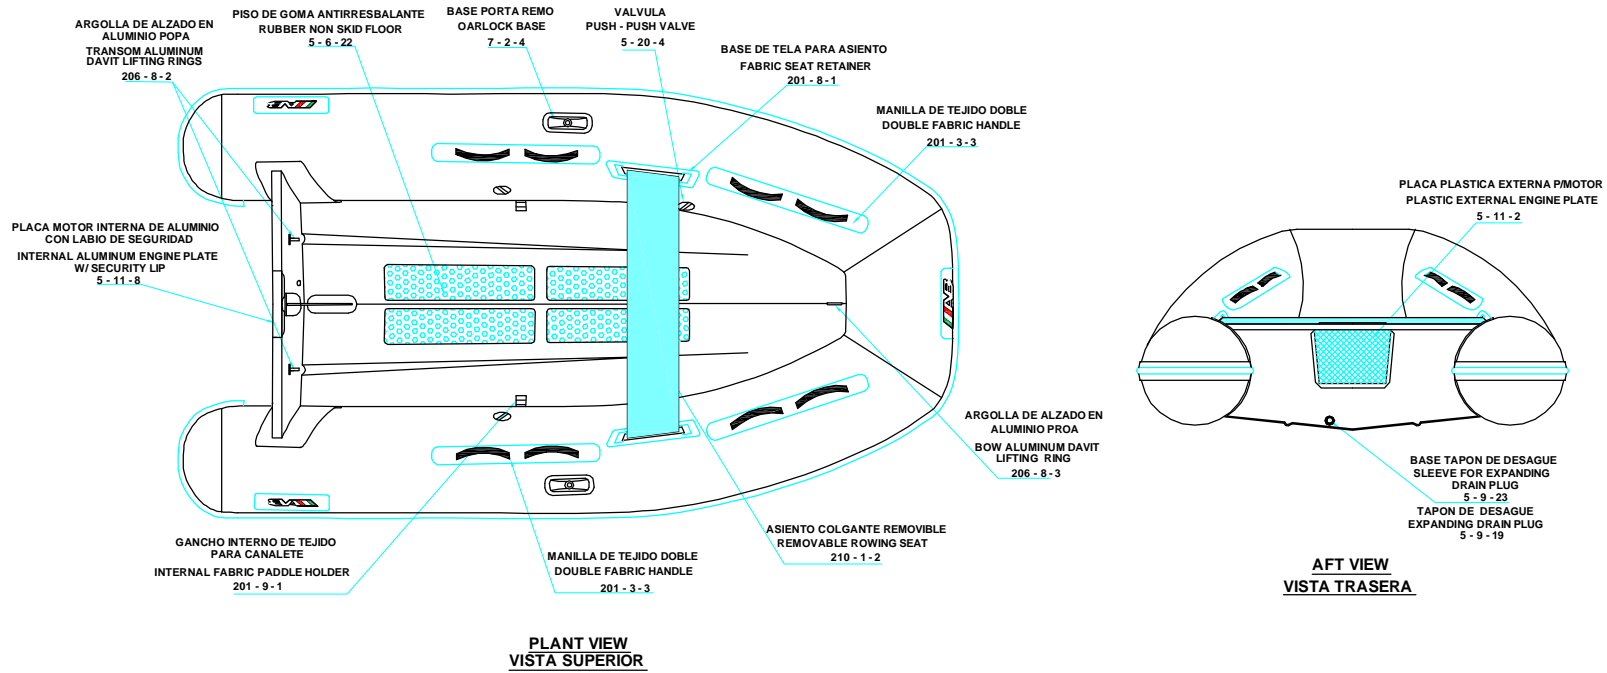 ARGOLLA DE ALZADO EN
ALUMINIO POPA
TRANSOM ALUMINUM
DAVIT LIFTING RINGS
206 - 8 - 2
PISO DE GOMA ANTIRRESBALANTE
RUBBER NON SKID FLOOR
5 - 6 - 22
BASE PORTA REMO
OARLOCK BASE
7 - 2 - 4
VALVULA
PUSH - PUSH VALVE
5 - 20 - 4
BASE DE TELA PARA ASIENTO
FABRIC SEAT RETAINER
201 - 8 - 1
MANILLA DE TEJIDO DOBLE
DOUBLE FABRIC HANDLE
201 - 3 - 3
PLACA MOTOR INTERNA DE ALUMINIO
CON LABIO DE SEGURIDAD
INTERNAL ALUMINUM ENGINE PLATE
W/ SECURITY LIP
5 - 11 - 8
PLACA PLASTICA EXTERNA P/MOTOR
PLASTIC EXTERNAL ENGINE PLATE
5 - 11 - 2
ARGOLLA DE ALZADO EN
ALUMINIO PROA
BOW ALUMINUM DAVIT
LIFTING RING
206 - 8 - 3
BASE TAPON DE DESAGUE
SLEEVE FOR EXPANDING
DRAIN PLUG
5 - 9 - 23
TAPON DE DESAGUE
EXPANDING DRAIN PLUG
5 - 9 - 19
GANCHO INTERNO DE TEJIDO
PARA CANALETE
INTERNAL FABRIC PADDLE HOLDER
201 - 9 - 1
MANILLA DE TEJIDO DOBLE
DOUBLE FABRIC HANDLE
201 - 3 - 3
ASIENTO COLGANTE REMOVIBLE
REMOVABLE ROWING SEAT
210 - 1 - 2
AFT VIEW
VISTA TRASERA
PLANT VIEW
VISTA SUPERIOR